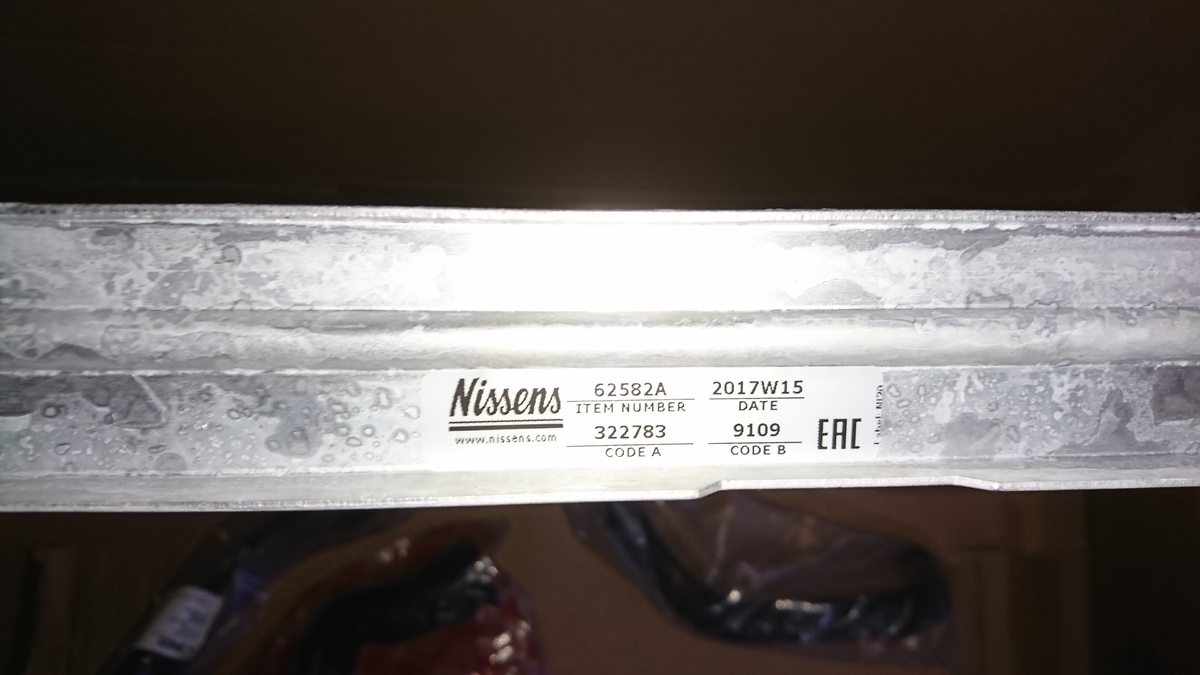 Nissens
www.nissens.com
62582A
ITEM NUMBER
322783
CODE A
2017W15
DATE
9109
CODE B
EAC